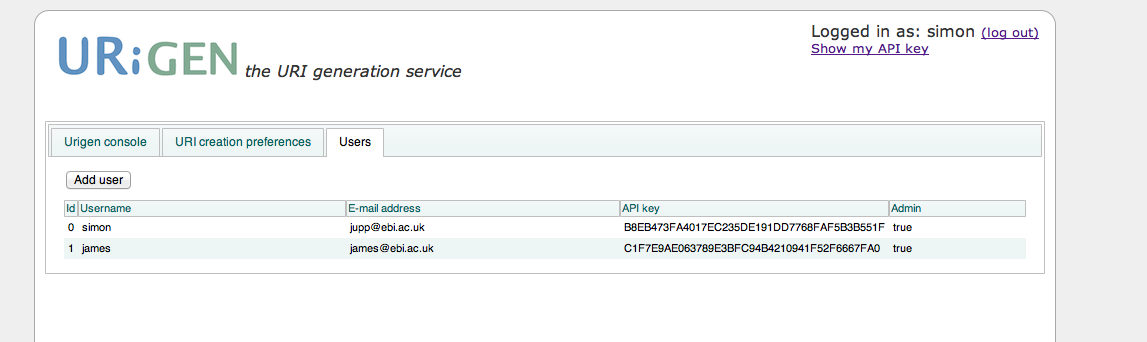 Logged in as: simon (log out)
Show my API key
URiGEN the URI generation service
Urigen console URI creation preferences Users
Add user
Id Username E-mail address API key Admin
0 simon jupp@ebi.ac.uk B8EB473FA4017EC235DE191DD7768FAF5B3B551F true
1 james james@ebi.ac.uk C1F7E9AE063789E3BFC94B4210941F52F6667FA0 true